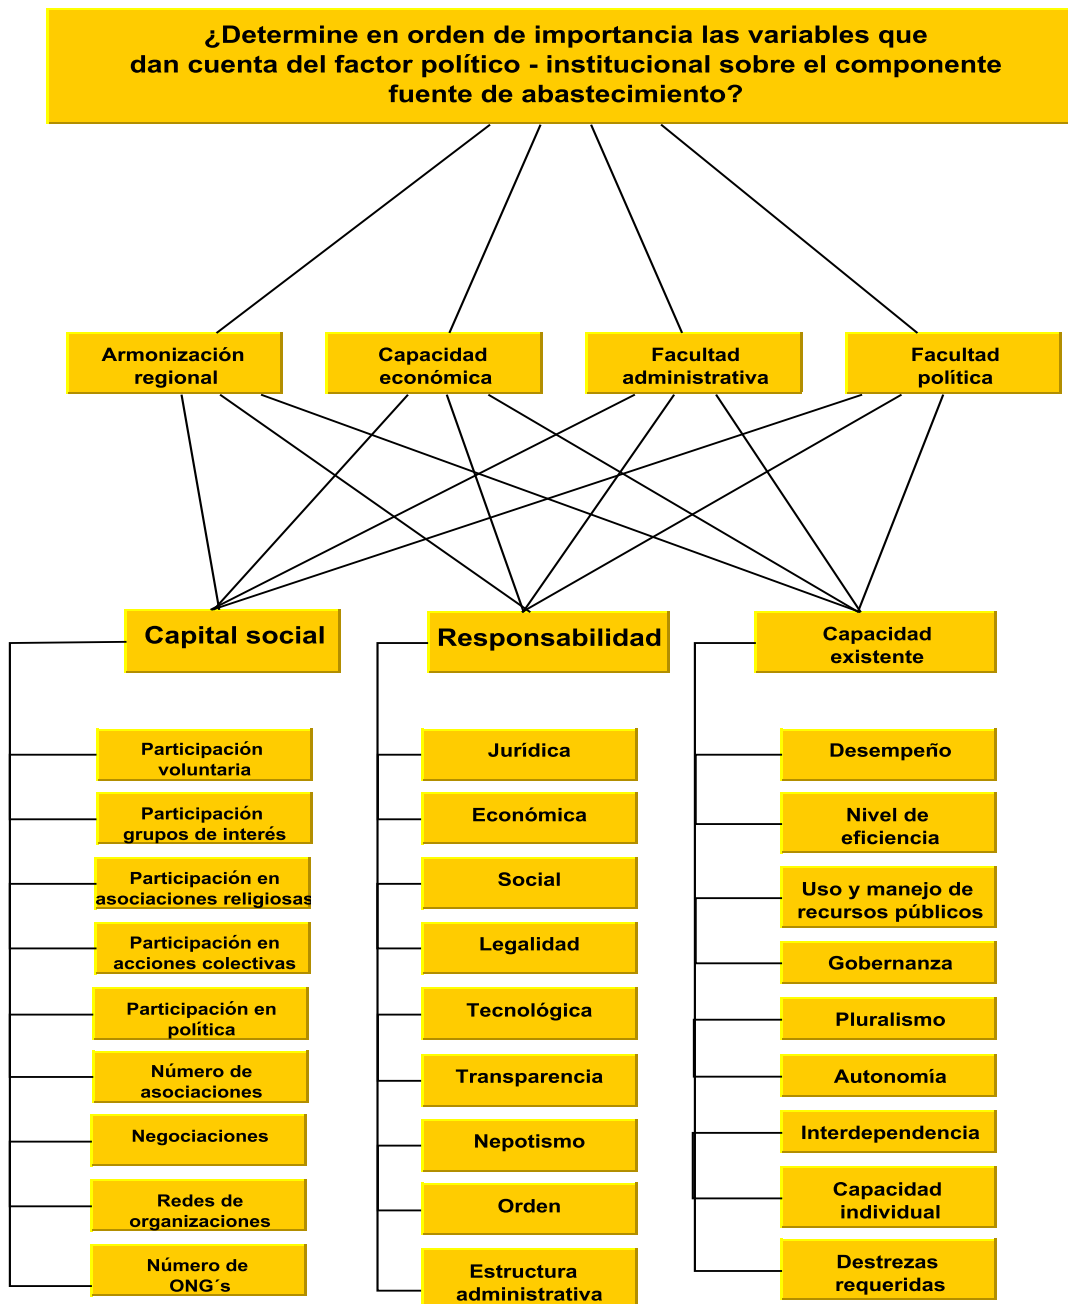 ¿Determine en orden de importancia las variables que
dan cuenta del factor político - institucional sobre el componente
fuente de abastecimiento?
Armonización
regional
Capacidad
económica
Facultad
administrativa
Facultad
política
Capital social
Responsabilidad
Capacidad
existente
Participación
voluntaria
Participación
grupos de interés
Participación en
asociaciones religiosas
Participación en
acciones colectivas
Participación en
política
Número de
asociaciones
Negociaciones
Redes de
organizaciones
Número de
ONG´s
Jurídica
Económica
Social
Legalidad
Tecnológica
Transparencia
Nepotismo
Orden
Estructura
administrativa
Desempeño
Nivel de
eficiencia
Uso y manejo de
recursos públicos
Gobernanza
Pluralismo
Autonomía
Interdependencia
Capacidad
individual
Destrezas
requeridas